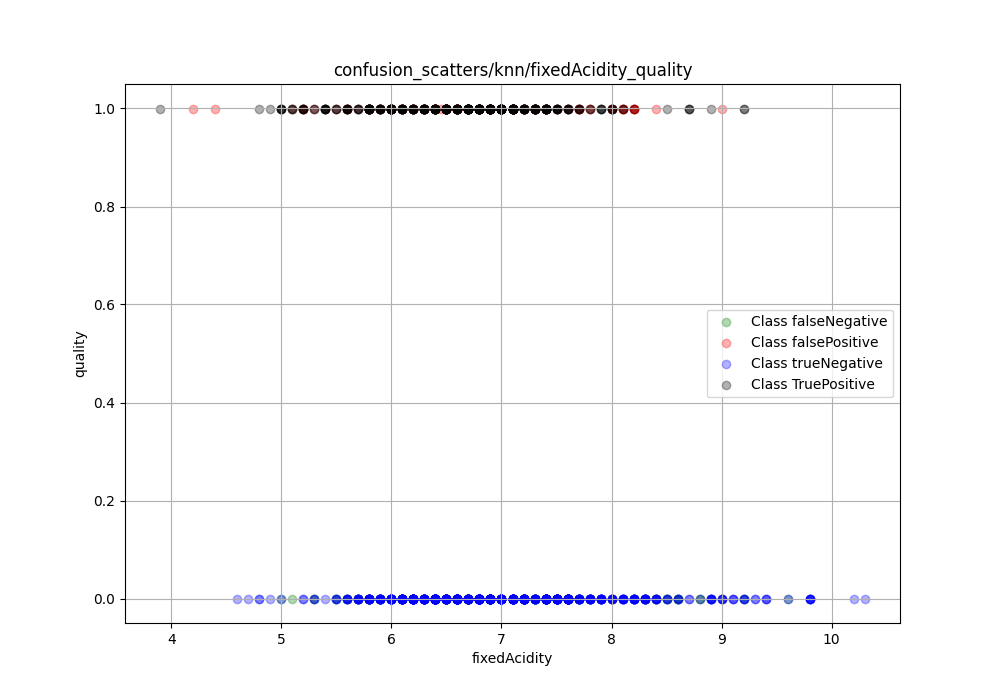 confusion_scatters/knn/fixedAcidity_quality
1.0
0.8
0.6
0.4
0.2
0.0
quality
Class falseNegative
Class falsePositive
Class trueNegative
Class TruePositive
4 5 6 7 8 9 10
fixedAcidity